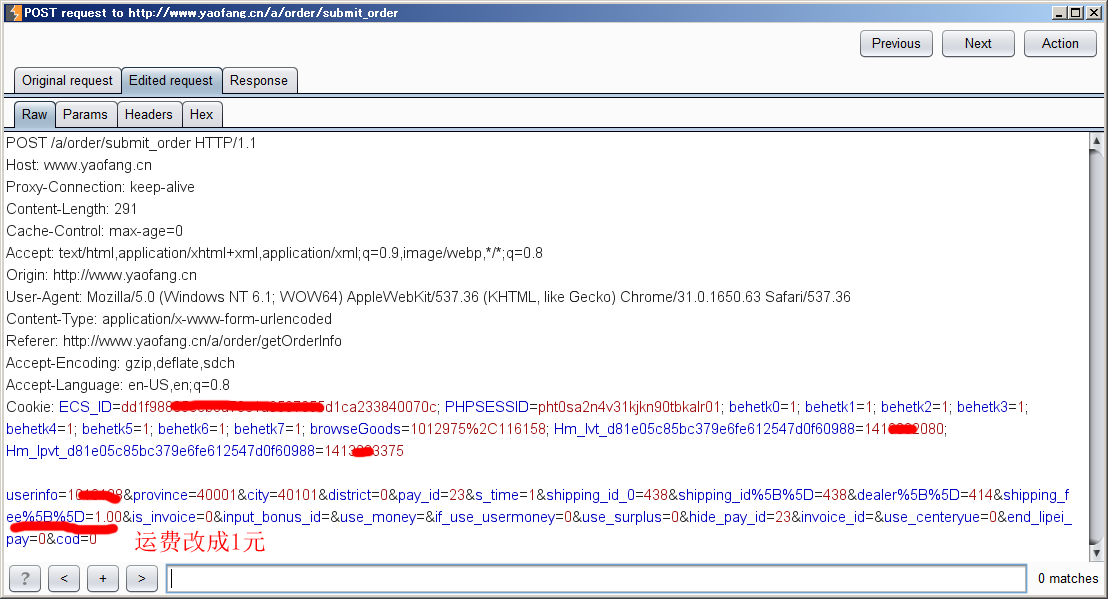 POST request to http://www.yaofang.cn/a/order/submit_order
Previous Next Action
Original request Edited request Response
Raw Params Headers Hex
POST /a/order/submit_order HTTP/1.1
Host: www.yaofang.cn
Proxy-Connection: keep-alive
Content-Length: 291
Cache-Control: max-age=0
Accept: text/html,application/xhtml+xml,application/xml;q=0.9,image/webp,*/*;q=0.8
Origin: http://www.yaofang.cn
User-Agent: Mozilla/5.0 (Windows NT 6.1; WOW64) AppleWebKit/537.36 (KHTML, like Gecko) Chrome/31.0.1650.63 Safari/537.36
Content-Type: application/x-www-form-urlencoded
Referer: http://www.yaofang.cn/a/order/getOrderInfo
Accept-Encoding: gzip,deflate,sdch
Accept-Language: en-US,en;q=0.8
Cookie: ECS_ID=dd1f98 d1ca233840070c; PHPSESSID=pht0sa2n4v31kjkn90tbkalr01; behetk0=1; behetk1=1; behetk2=1; behetk3=1;
behetk4=1; behetk5=1; behetk6=1; behetk7=1; browseGoods=1012975%2C116158; Hm_lvt_d81e05c85bc379e6fe612547d0f60988=141 2080;
Hm_lpvt_d81e05c85bc379e6fe612547d0f60988=1413 3375
userinfo=10 &province=40001&city=40101&district=0&pay_id=23&s_time=1&shipping_id_0=438&shipping_id%5B%5D=438&dealer%5B%5D=414&shipping_f
ee%5B%5D=1.00&is_invoice=0&input_bonus_id=&use_money=&if_use_usermoney=0&use_surplus=0&hide_pay_id=23&invoice_id=&use_centeryue=0&end_lipei_
pay=0&cod=0
运费改成1元
? < + > 0 matches